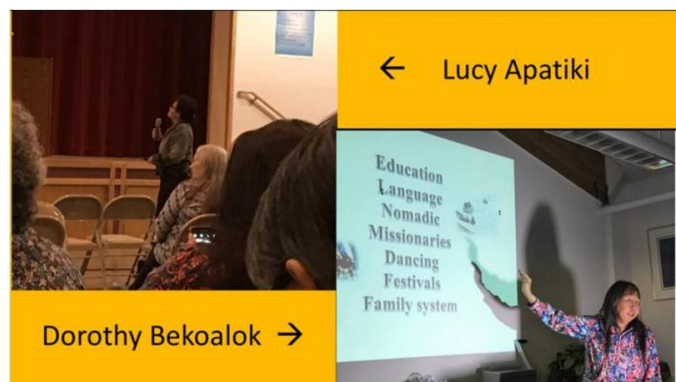 ← Lucy Apatiki
Education
Language
Nomadic
Missionaries
Dancing
Festivals
Family system
Dorothy Bekoalok →